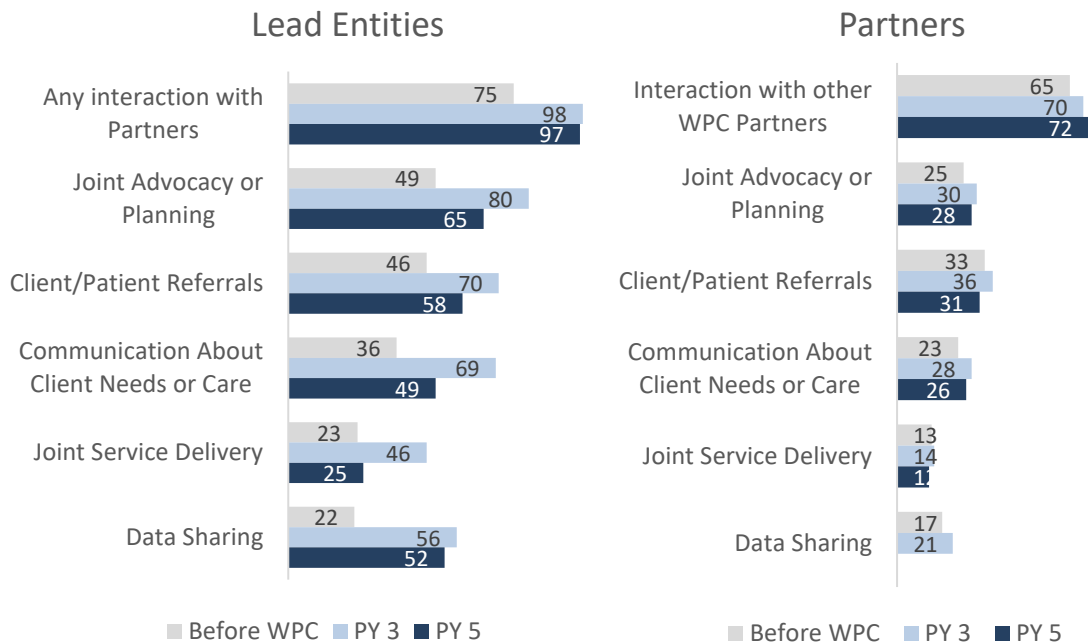 Lead Entities
Any interaction with
Partners
75
98
97
Joint Advocacy or
Planning
49
80
65
Client/Patient Referrals
46
70
58
Communication About
Client Needs or Care
36
69
49
Joint Service Delivery
23
46
25
Data Sharing
22
56
52
Before WPC PY 3 PY 5
Partners
Interaction with other
WPC Partners
65
70
72
Joint Advocacy or
Planning
25
30
28
Client/Patient Referrals
33
36
31
Communication About
Client Needs or Care
23
28
26
Joint Service Delivery
13
14
Data Sharing
17
21
Before WPC PY 3 PY 5